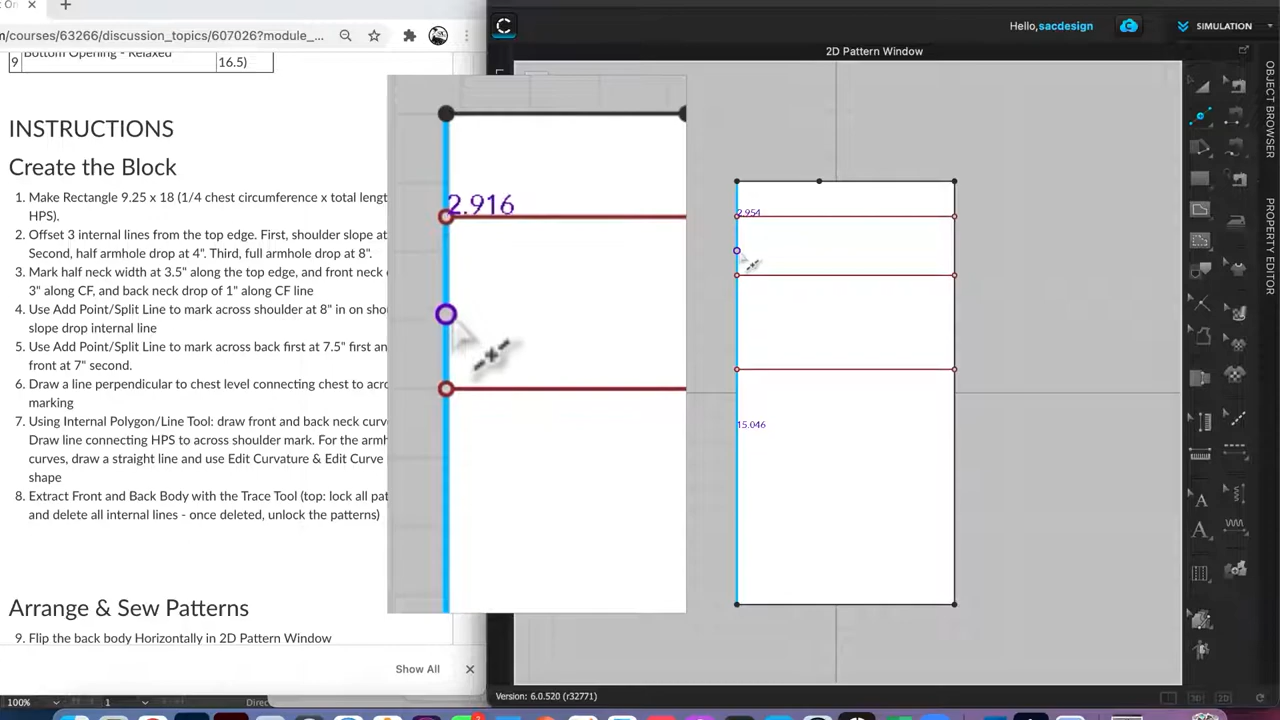 m/courses/63266/discussion_topics/607026?module_...
Bottom Opening - Relaxed
9
16.5)
INSTRUCTIONS
Create the Block
1. Make Rectangle 9.25 x 18 (1/4 chest circumference x total lengt
HPS).
2. Offset 3 internal lines from the top edge. First, shoulder slope at
Second, half armhole drop at 4". Third, full armhole drop at 8".
3. Mark half neck width at 3.5" along the top edge, and front neck
3" along CF, and back neck drop of 1" along CF line
4. Use Add Point/Split Line to mark across shoulder at 8" in on sho
slope drop internal line
5. Use Add Point/Split Line to mark across back first at 7.5" first an
front at 7" second.
6. Draw a line perpendicular to chest level connecting chest to acro
marking
7. Using Internal Polygon/Line Tool: draw front and back neck curv
Draw line connecting HPS to across shoulder mark. For the armh
curves, draw a straight line and use Edit Curvature & Edit Curve
shape
8. Extract Front and Back Body with the Trace Tool (top: lock all pat
and delete all internal lines - once deleted, unlock the patterns)
Arrange & Sew Patterns
9. Flip the back body Horizontally in 2D Pattern Window
Show All
100%
1
Direc
2.916
Hello,sacdesign
SIMULATION
2D Pattern Window
2.954
15.046
OBJECT BROWSER
PROPERTY EDITOR
A
A
Version: 6.0.520 (r32771)
3D
2D